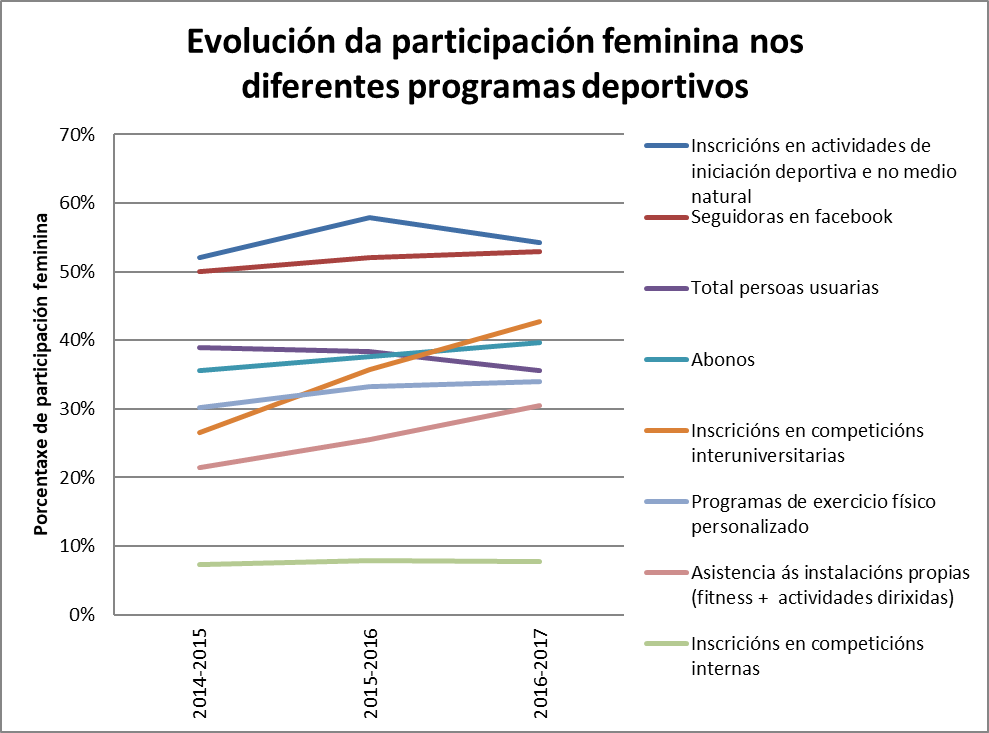 Evolución da participación feminina nos
diferentes programas deportivos
Porcentaxe de participación feminina
70%
60%
50%
40%
30%
20%
10%
0%
2014-2015
2015-2016
2016-2017
Inscricións en actividades de
iniciación deportiva e no medio
natural
Seguidoras en facebook
Total persoas usuarias
Abonos
Inscricións en competicións
interuniversitarias
Programas de exercicio físico
personalizado
Asistencia ás instalacións propias
(fitness + actividades dirixidas)
Inscricións en competicións
internas